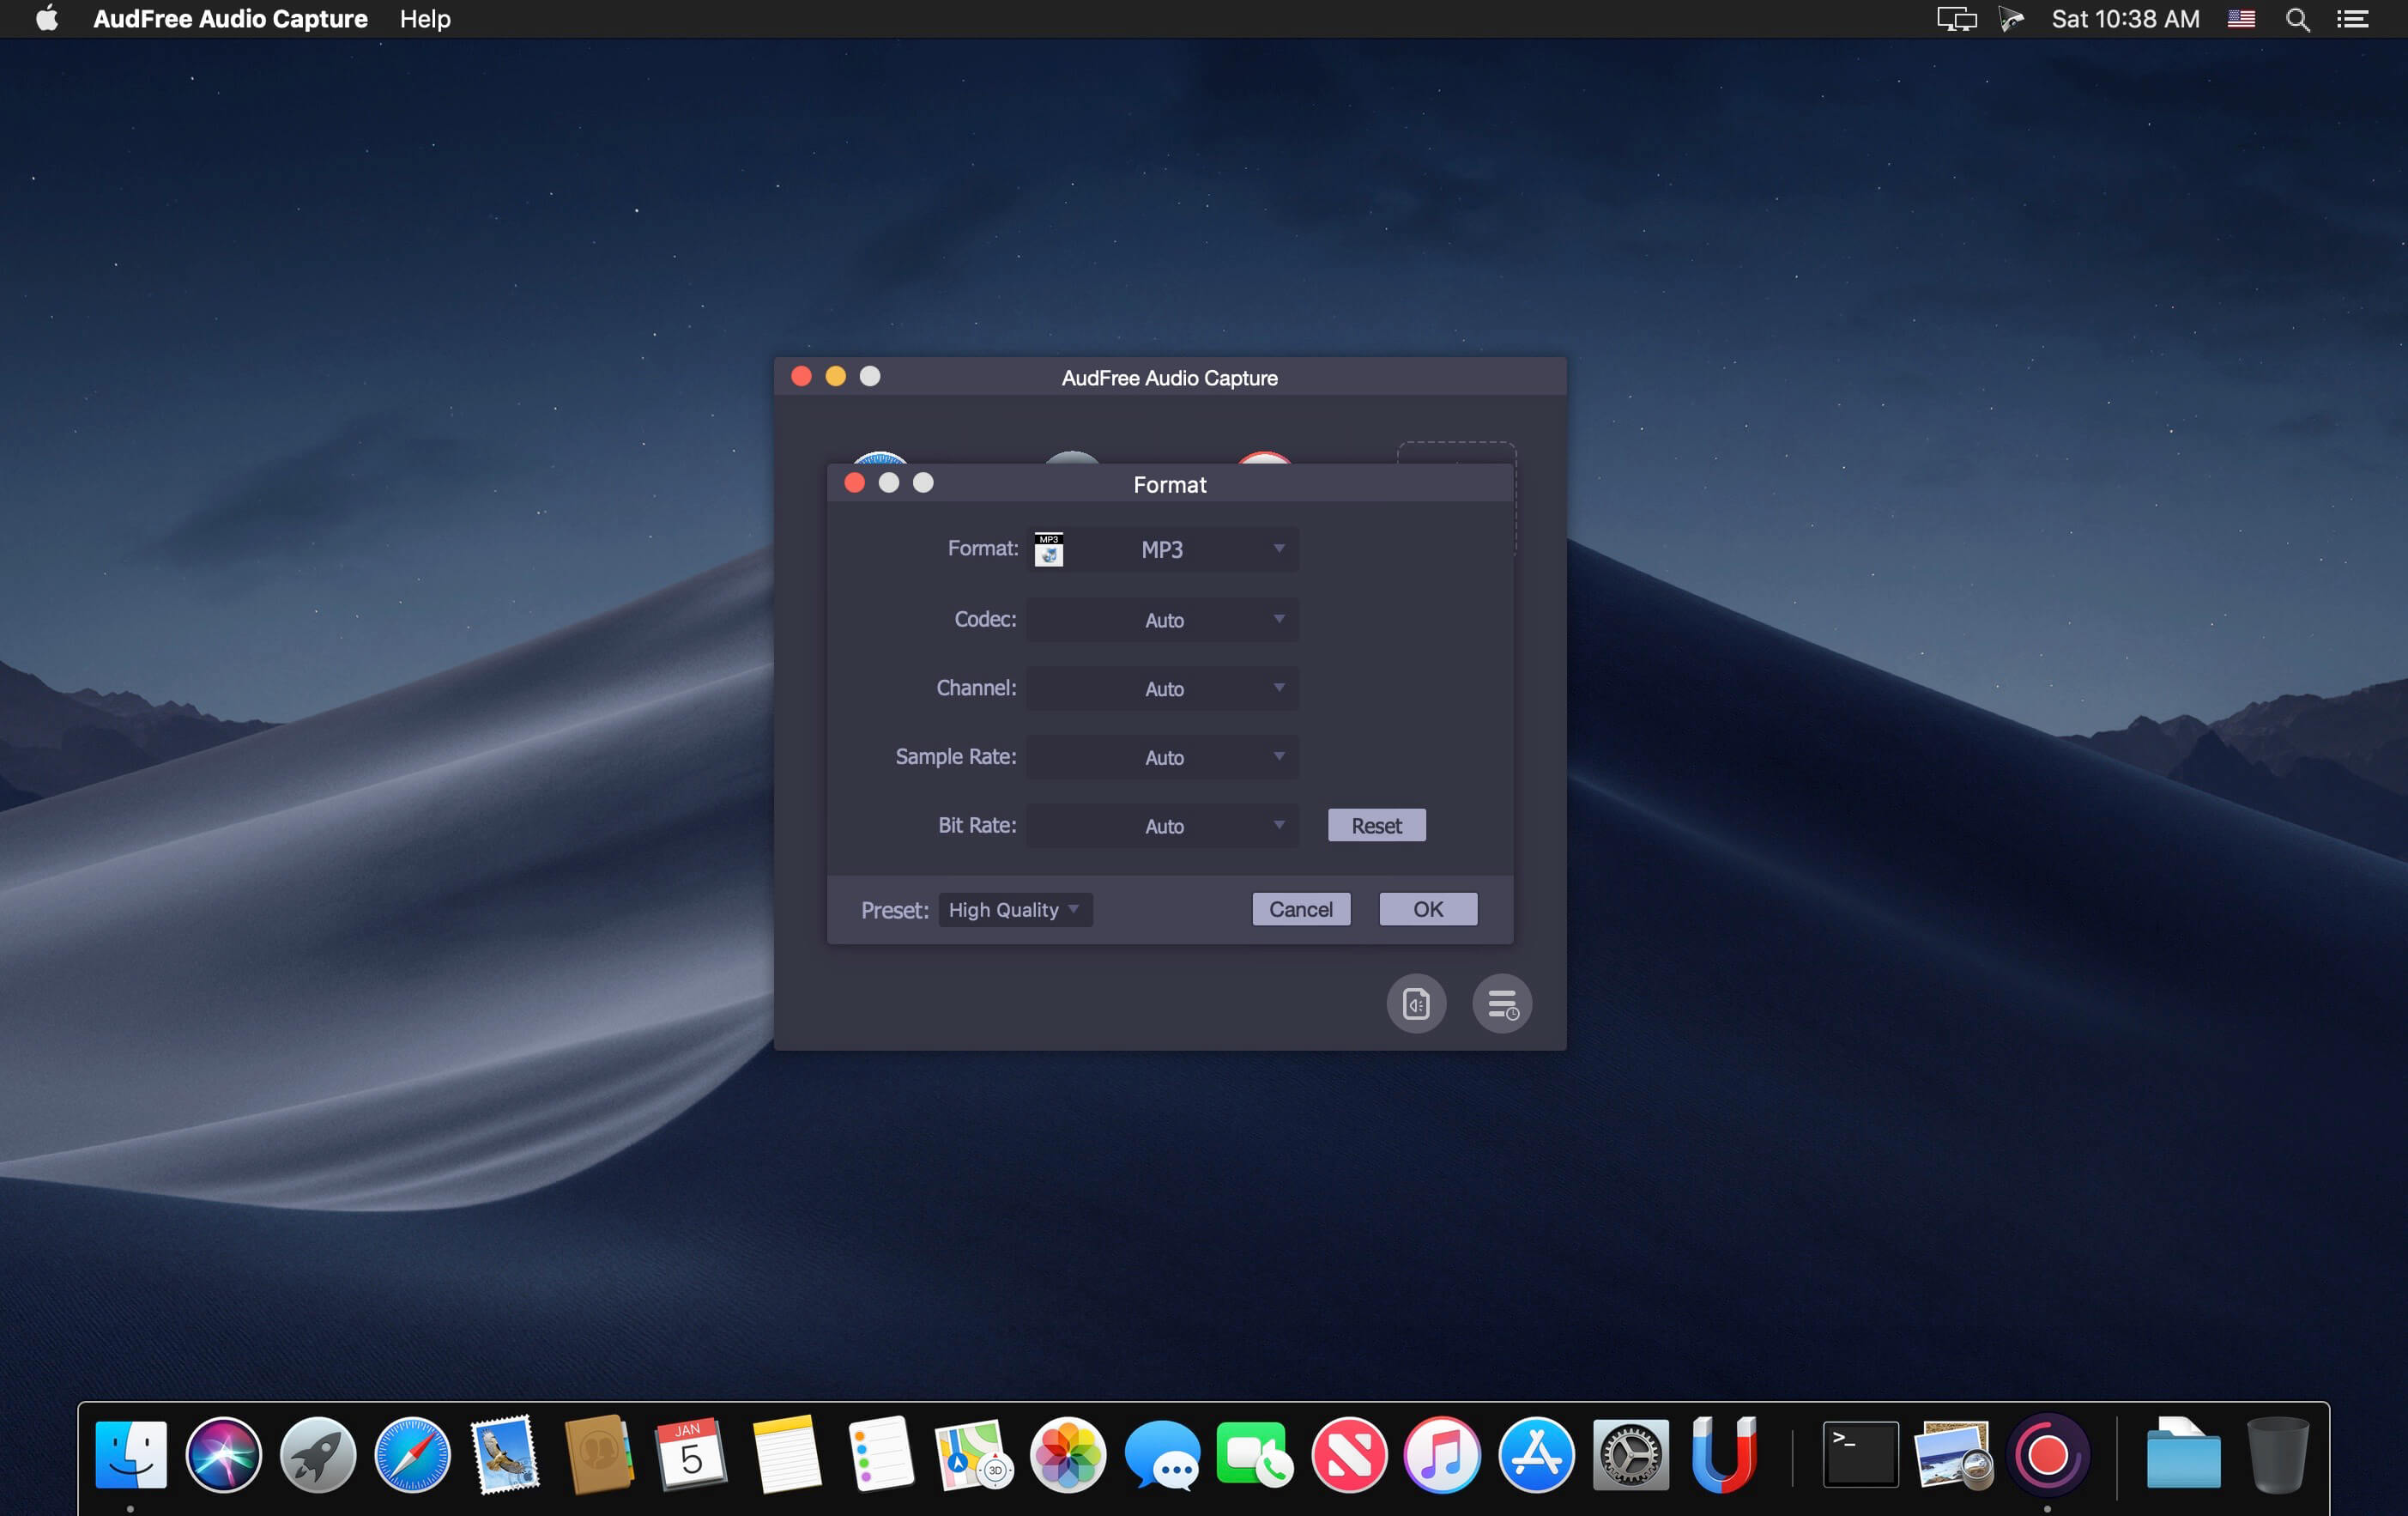 AudFree Audio Capture Help Sat 10:38 AM
AudFree Audio Capture
Format
Format: MP3 MP3
Codec: Auto
Channel: Auto
Sample Rate: Auto
Bit Rate: Auto Reset
Preset: High Quality Cancel OK
JAN
5
3D
>_